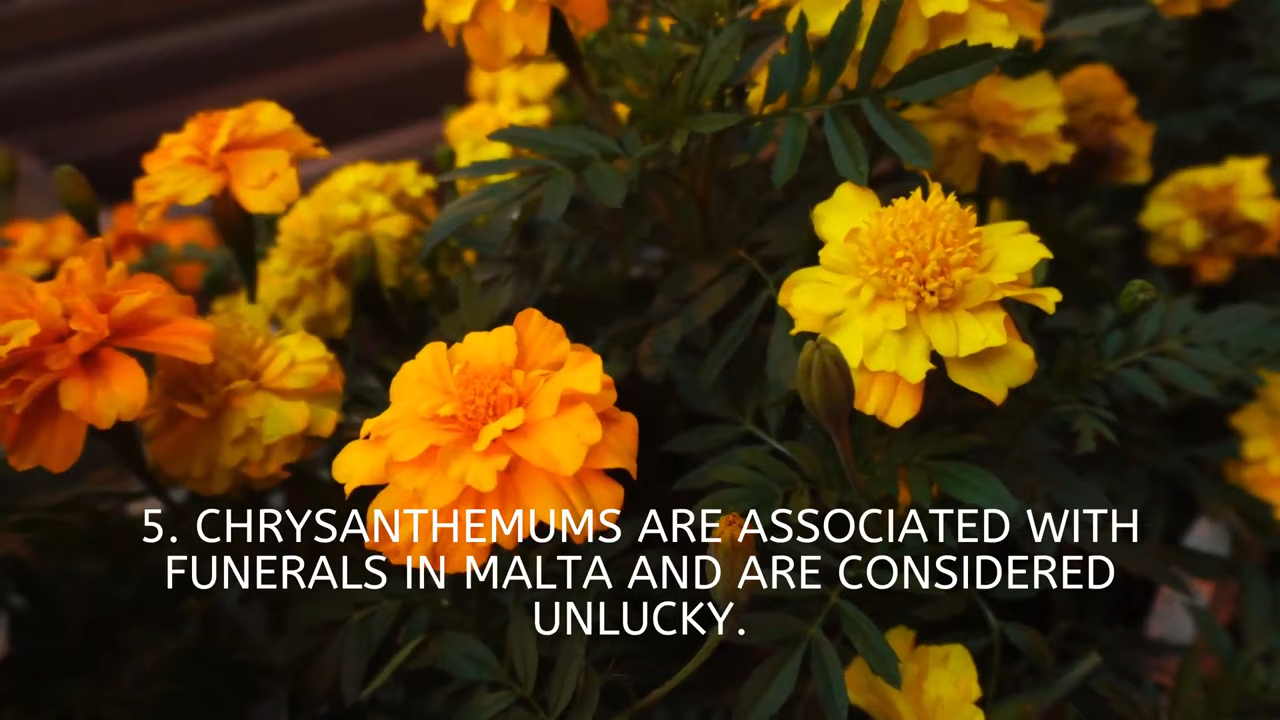 5. CHRYSANTHEMUMS ARE ASSOCIATED WITH
FUNERALS IN MALTA AND ARE CONSIDERED
UNLUCKY.